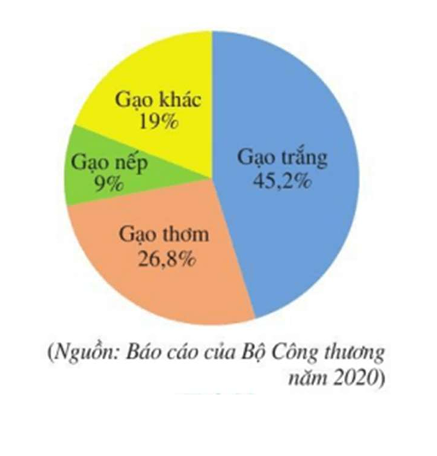 Gạo khác
19%
Gạo trắng
45,2%
Gạo nếp
9%
Gạo thơm
26,8%
(Nguồn: Báo cáo của Bộ Công thương
năm 2020)